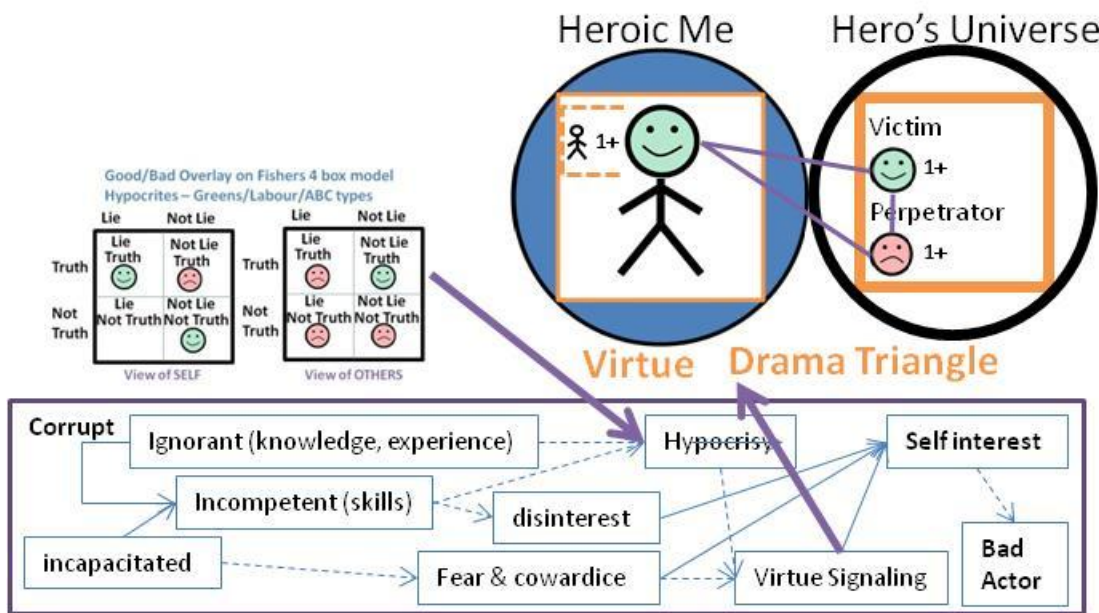 Heroic Me
Hero's Universe
1+
Victim
1+
Perpetrator
1+
Virtue
Drama Triangle
Good/Bad Overlay on Fishers 4 box model
Hypocrites – Greens/Labour/ABC types
Lie
Not Lie
Truth
Not
Truth
Lie
Truth
Not Lie
Truth
Lie
Not Truth
Not Lie
Not Truth
View of SELF
Lie
Not Lie
Truth
Not
Truth
Lie
Truth
Not Lie
Truth
Lie
Not Truth
Not Lie
Not Truth
View of OTHERS
Corrupt
Ignorant (knowledge, experience)
Hypocrisy
Self interest
Incompetent (skills)
disinterest
incapacitated
Fear & cowardice
Virtue Signaling
Bad
Actor